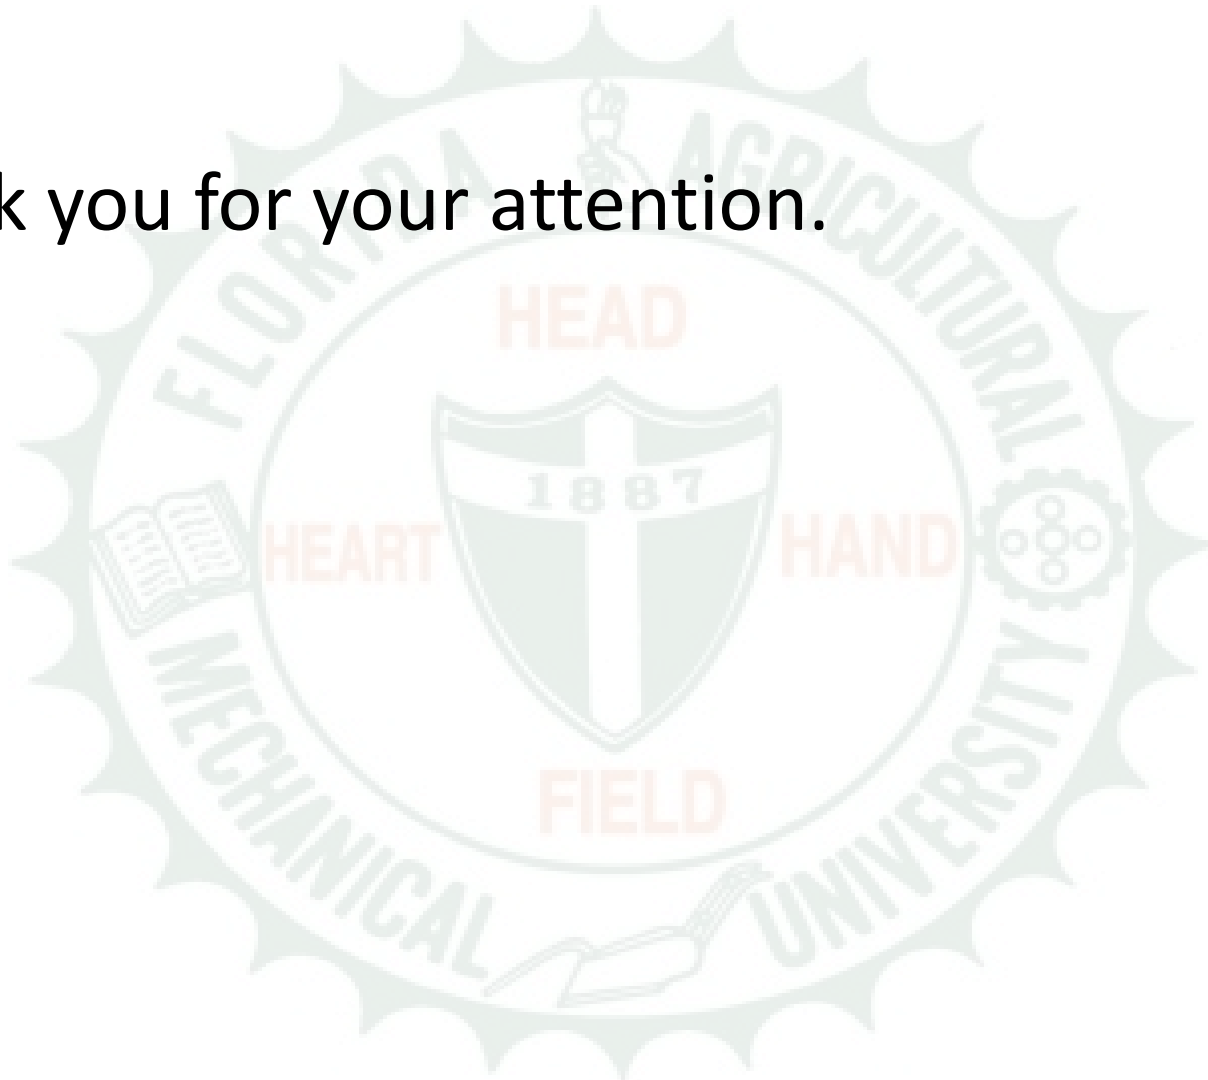 k you for your attention.
FLORIDA AGRICULTURAL
HEAD
1887
HEART HAND
FIELD
MECHANICAL UNIVERSITY